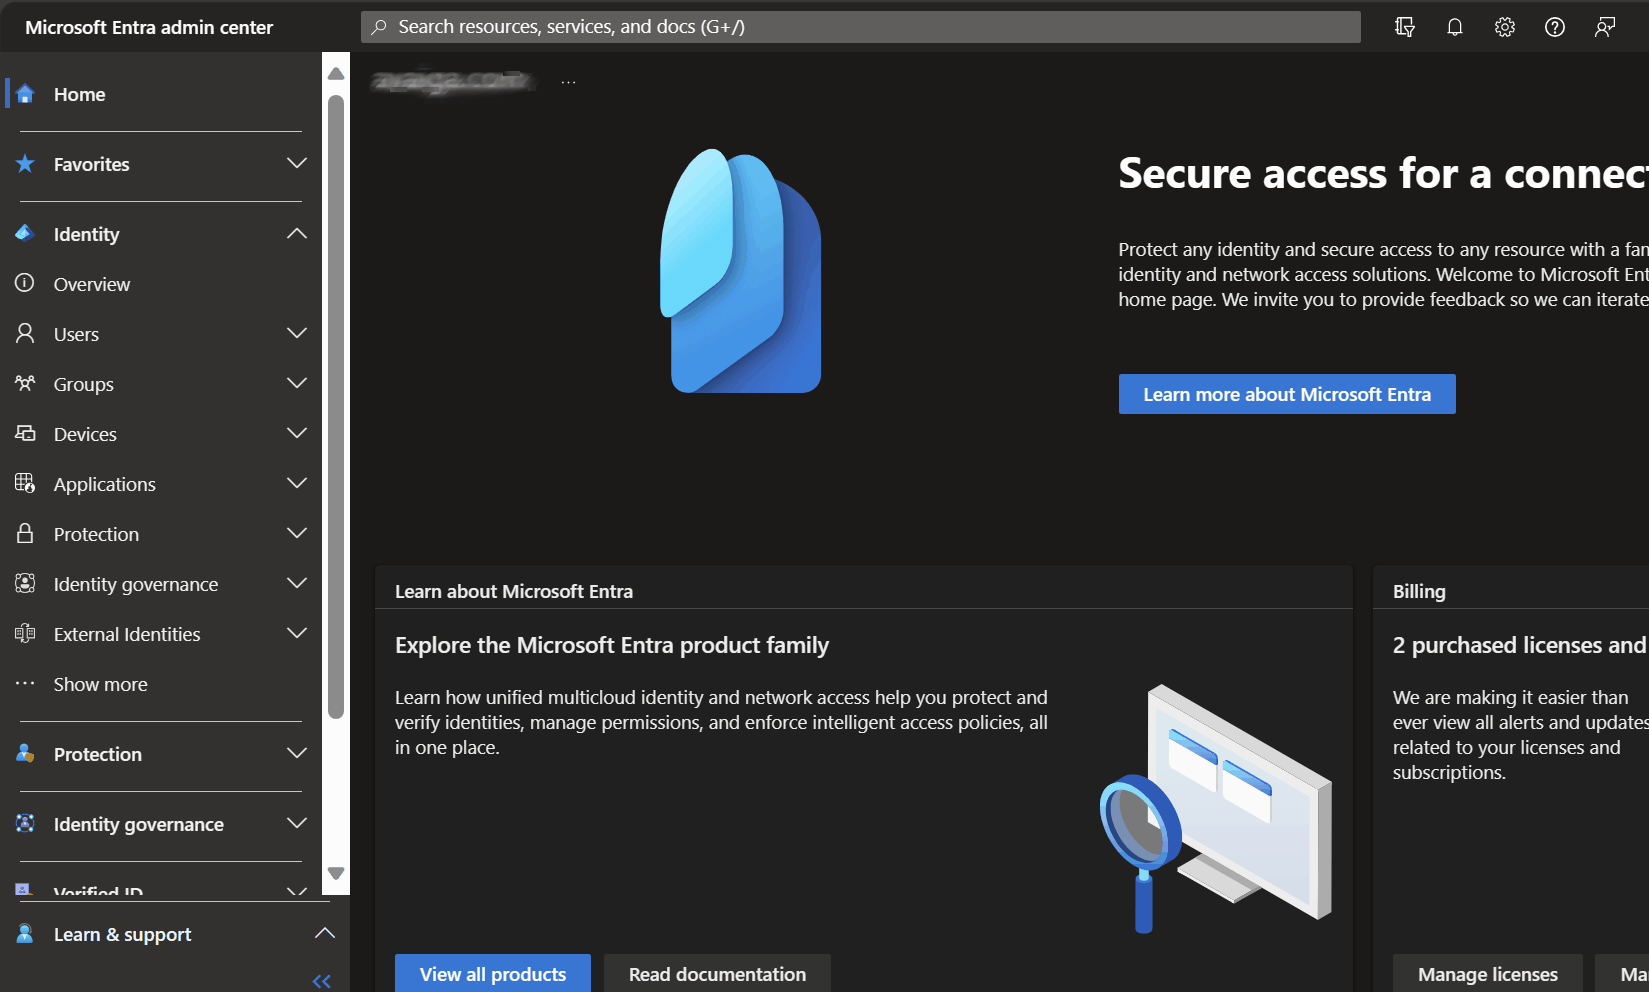 Microsoft Entra admin center
Search resources, services, and docs (G+/)
Home
Favorites
Identity
Overview
Users
Groups
Devices
Applications
Protection
Identity governance
External Identities
Show more
Protection
Identity governance
Verified ID
Learn & support
...
Secure access for a connect
Protect any identity and secure access to any resource with a fam
identity and network access solutions. Welcome to Microsoft Ent
home page. We invite you to provide feedback so we can iterate
Learn more about Microsoft Entra
Learn about Microsoft Entra
Explore the Microsoft Entra product family
Learn how unified multicloud identity and network access help you protect and
verify identities, manage permissions, and enforce intelligent access policies, all
in one place.
View all products
Read documentation
Billing
2 purchased licenses and
We are making it easier than
ever view all alerts and updates
related to your licenses and
subscriptions.
Manage licenses
Ma